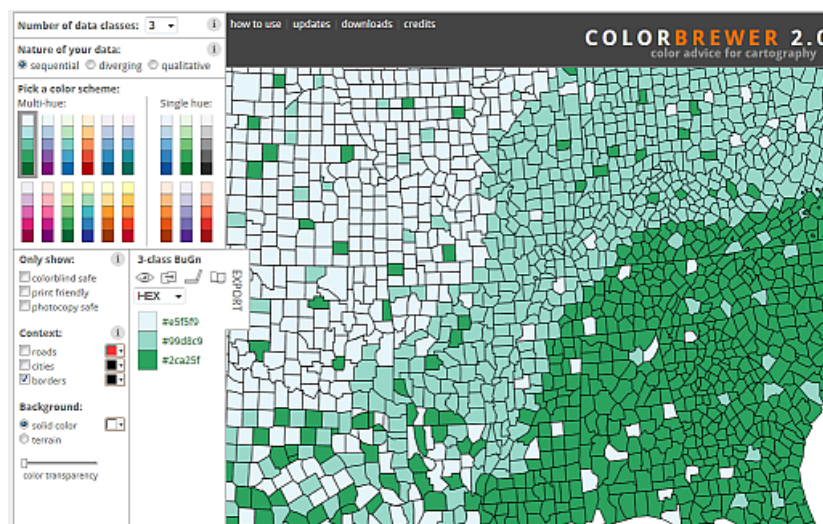 Number of data classes: 3
how to use | updates | downloads | credits
COLORBREWER 2.0
color advice for cartography
Nature of your data:
sequential diverging qualitative
Pick a color scheme:
Multi-hue: Single hue:
Only show:
colorblind safe
print friendly
photocopy safe
Context:
roads
cities
borders
Background:
solid color
terrain
color transparency
3-class BuGn
HEX
EXPORT
#e5f5f9
#99d8c9
#2ca25f